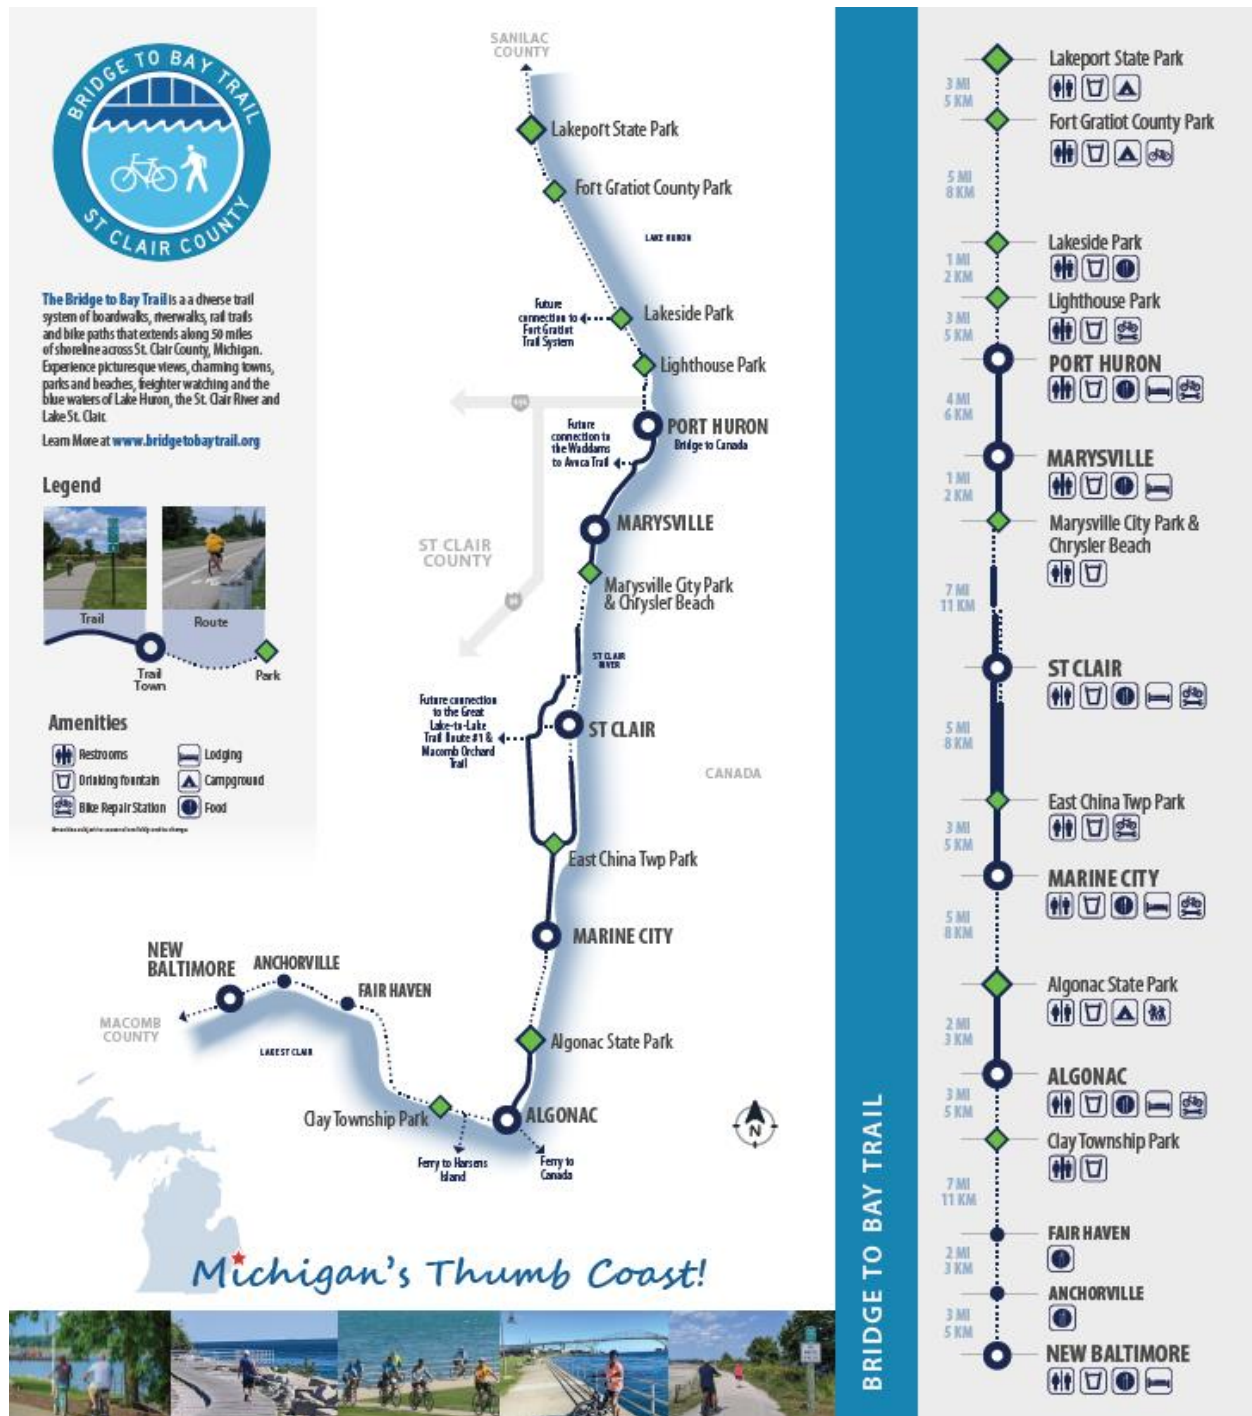 BRIDGE TO BAY TRAIL
ST CLAIR COUNTY
The Bridge to Bay Trail is a a diverse trail
system of boardwalks, riverwalks, rail trails
and bike paths that extends along 50 miles
of shoreline across St. Clair County, Michigan.
Experience picturesque views, charming towns,
parks and beaches, freighter watching and the
blue waters of Lake Huron, the St. Clair River and
Lake St. Clair.
Learn More at www.bridgetobaytrail.org
Legend
Trail
Route
Trail
Town
Park
Amenities
Restrooms
Lodging
Drinking fountain
Campground
Bike Repair Station
Food
SANILAC
COUNTY
Lakeport State Park
Fort Gratiot County Park
LAKE HURON
Future
connection to
Fort Gratiot
Trail System
Lakeside Park
Lighthouse Park
PORT HURON
Bridge to Canada
Future
connection to
the Wadhams
to Avoca Trail
MARYSVILLE
ST CLAIR
COUNTY
Marysville City Park
& Chrysler Beach
ST CLAIR
RIVER
Future connection
to the Great
Lake-to-Lake
Trail Route #1 &
Macomb Orchard
Trail
ST CLAIR
CANADA
East China Twp Park
MARINE CITY
NEW
BALTIMORE
ANCHORVILLE
FAIR HAVEN
MACOMB
COUNTY
LAKE ST CLAIR
Algonac State Park
Clay Township Park
ALGONAC
Ferry to Harsens
Island
Ferry to
Canada
N
Michigan's Thumb Coast!
BRIDGE TO BAY TRAIL
Lakeport State Park
3 MI
5 KM
Fort Gratiot County Park
5 MI
8 KM
Lakeside Park
1 MI
2 KM
Lighthouse Park
3 MI
5 KM
PORT HURON
4 MI
6 KM
MARYSVILLE
1 MI
2 KM
Marysville City Park &
Chrysler Beach
7 MI
11 KM
ST CLAIR
5 MI
8 KM
East China Twp Park
3 MI
5 KM
MARINE CITY
5 MI
8 KM
Algonac State Park
2 MI
3 KM
ALGONAC
3 MI
5 KM
Clay Township Park
7 MI
11 KM
FAIR HAVEN
2 MI
3 KM
ANCHORVILLE
3 MI
5 KM
NEW BALTIMORE